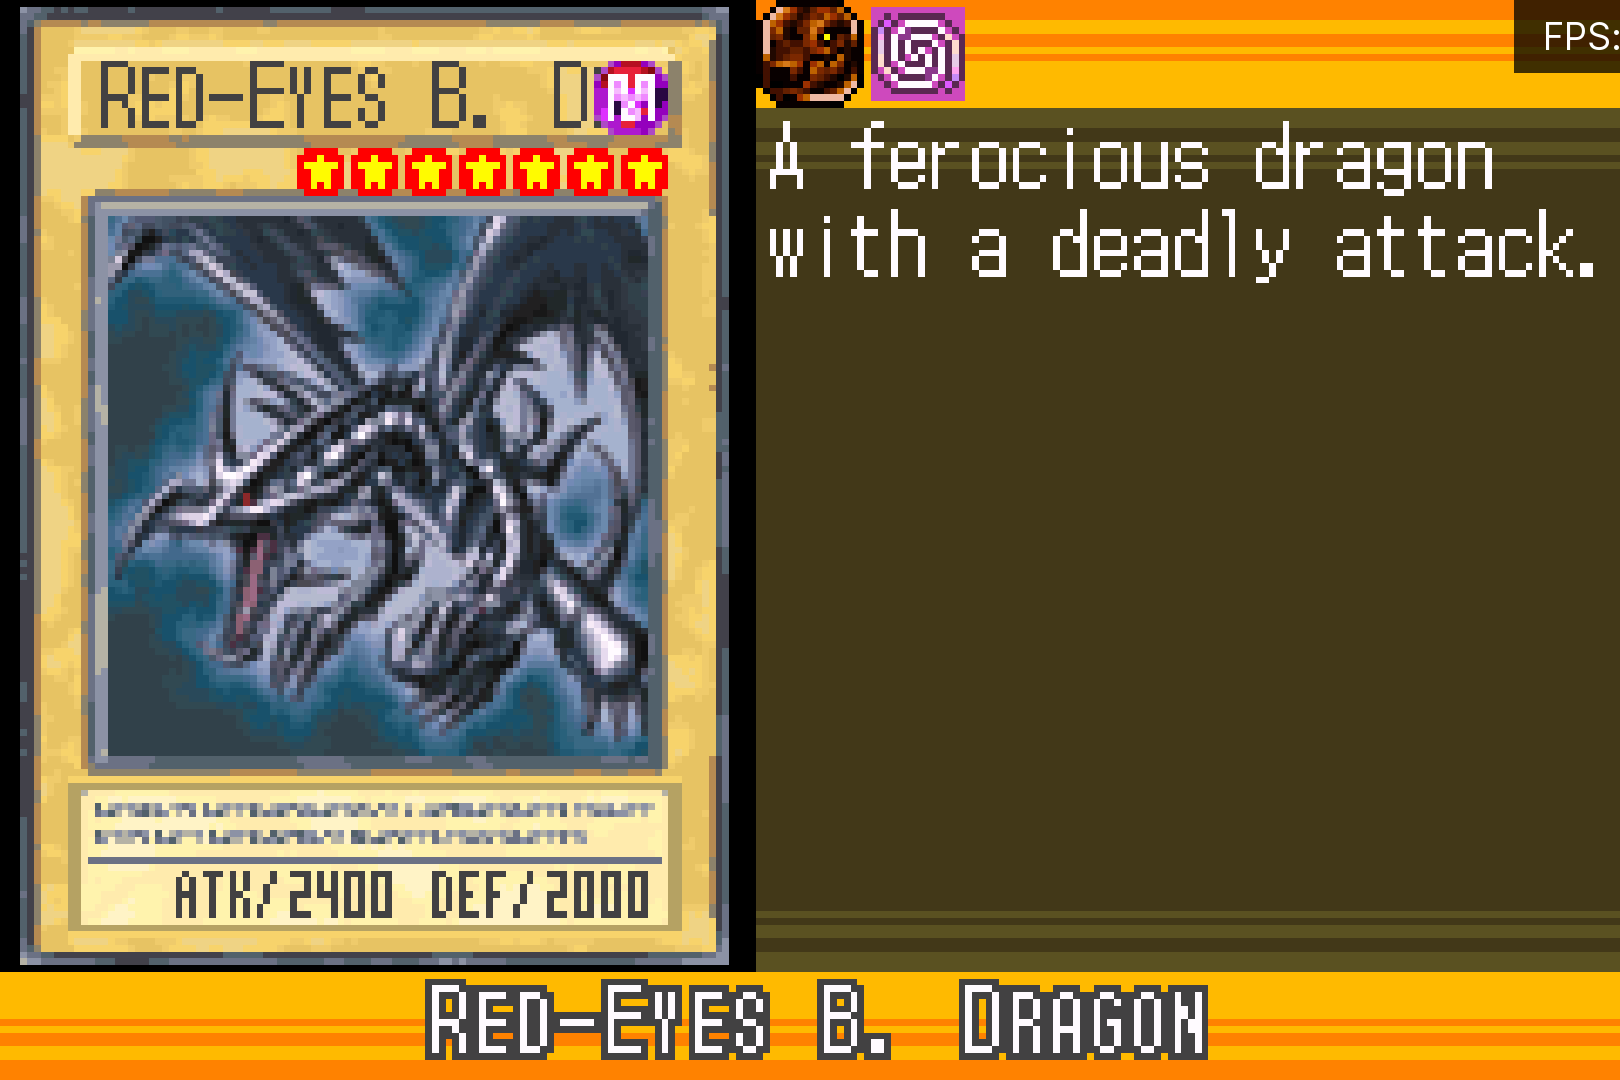 RED-EYES B. D
M
ATK/2400 DEF/2000
FPS:
A ferocious dragon
with a deadly attack.
RED-EYES B. DRAGON